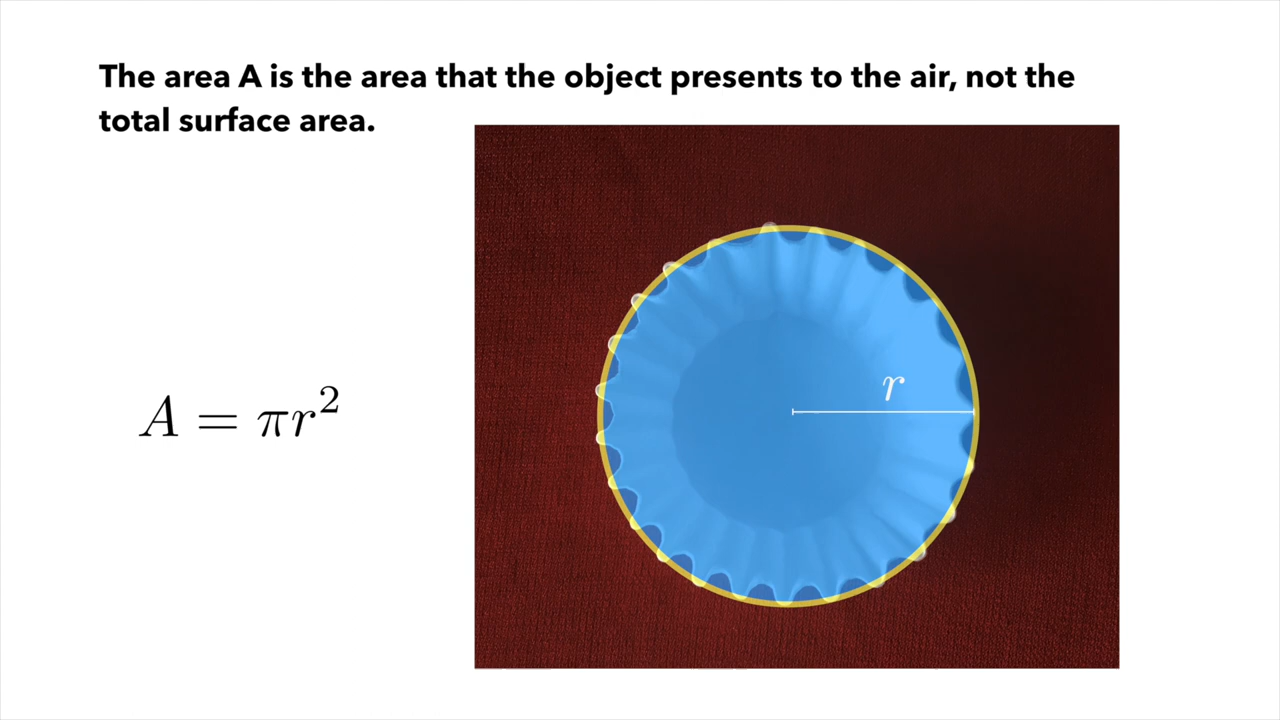 The area A is the area that the object presents to the air, not the
total surface area.
r
A = πr²